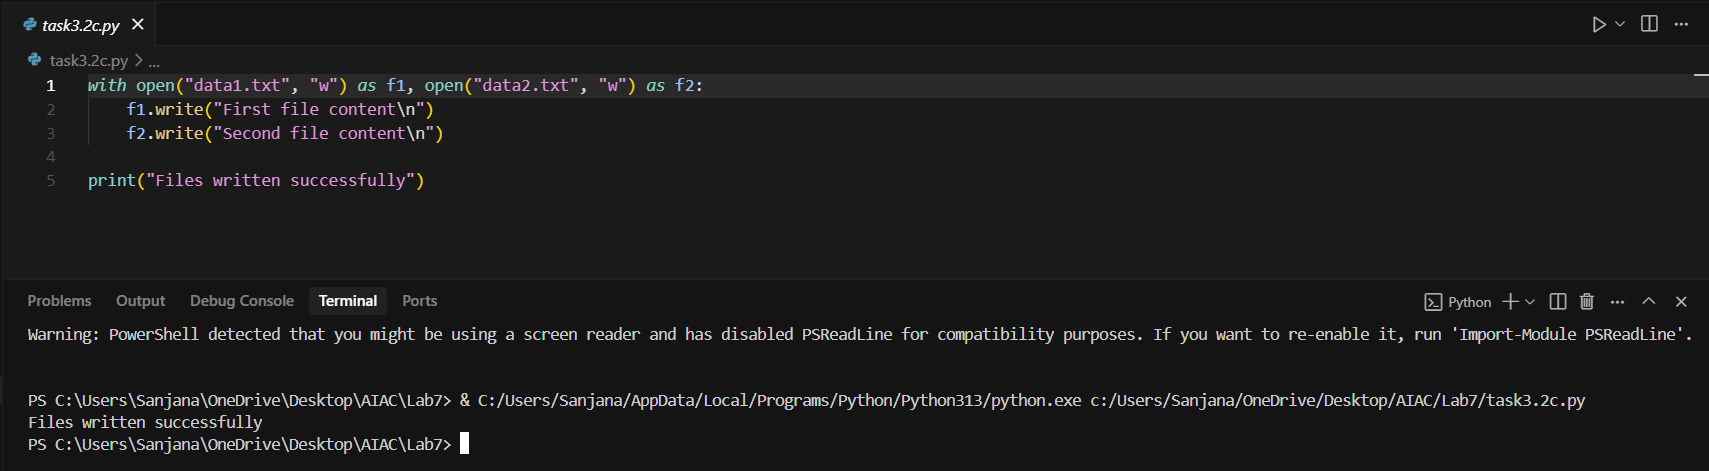 task3.2c.py
task3.2c.py > ...
1 with open("data1.txt", "w") as f1, open("data2.txt", "w") as f2:
2     f1.write("First file content\n")
3     f2.write("Second file content\n")
4
5 print("Files written successfully")
Problems Output Debug Console Terminal Ports Python
Warning: PowerShell detected that you might be using a screen reader and has disabled PSReadLine for compatibility purposes. If you want to re-enable it, run 'Import-Module PSReadLine'.
PS C:\Users\Sanjana\OneDrive\Desktop\AIAC\Lab7> & C:/Users/Sanjana/AppData/Local/Programs/Python/Python313/python.exe c:/Users/Sanjana/OneDrive/Desktop/AIAC/Lab7/task3.2c.py
Files written successfully
PS C:\Users\Sanjana\OneDrive\Desktop\AIAC\Lab7>